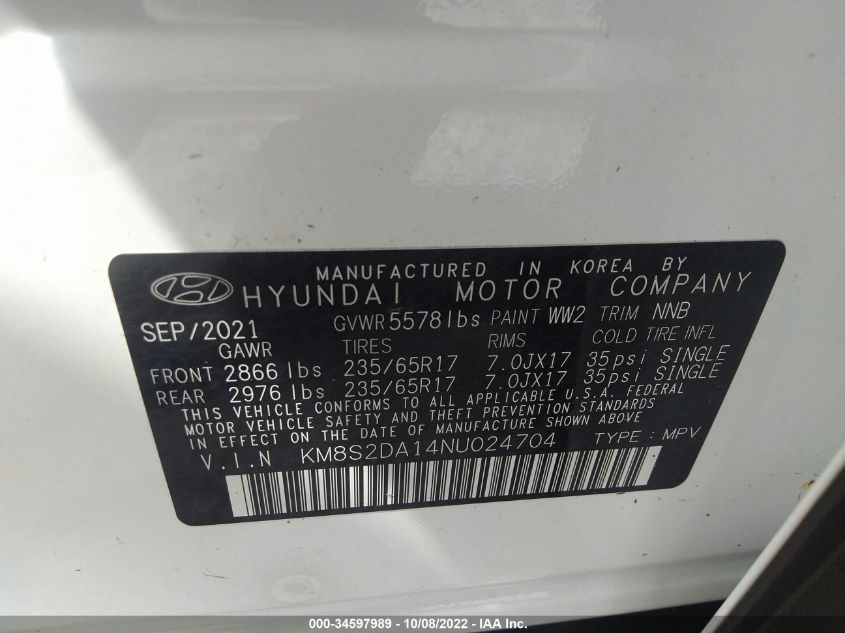 MANUFACTURED IN KOREA BY
HYUNDAI MOTOR COMPANY
SEP/2021 GVWR 5578lbs PAINT WW2 TRIM NNB
GAWR TIRES RIMS COLD TIRE INFL
FRONT 2866 lbs 235/65R17 7.0JX17 35psi SINGLE
REAR 2976 lbs 235/65R17 7.0JX17 35psi SINGLE
THIS VEHICLE CONFORMS TO ALL APPLICABLE U.S.A. FEDERAL
MOTOR VEHICLE SAFETY AND THEFT PREVENTION STANDARDS
IN EFFECT ON THE DATE OF MANUFACTURE SHOWN ABOVE
V.I.N KM8S2DA14NU024704 TYPE : MPV
000-34597989 - 10/08/2022 - IAA Inc.